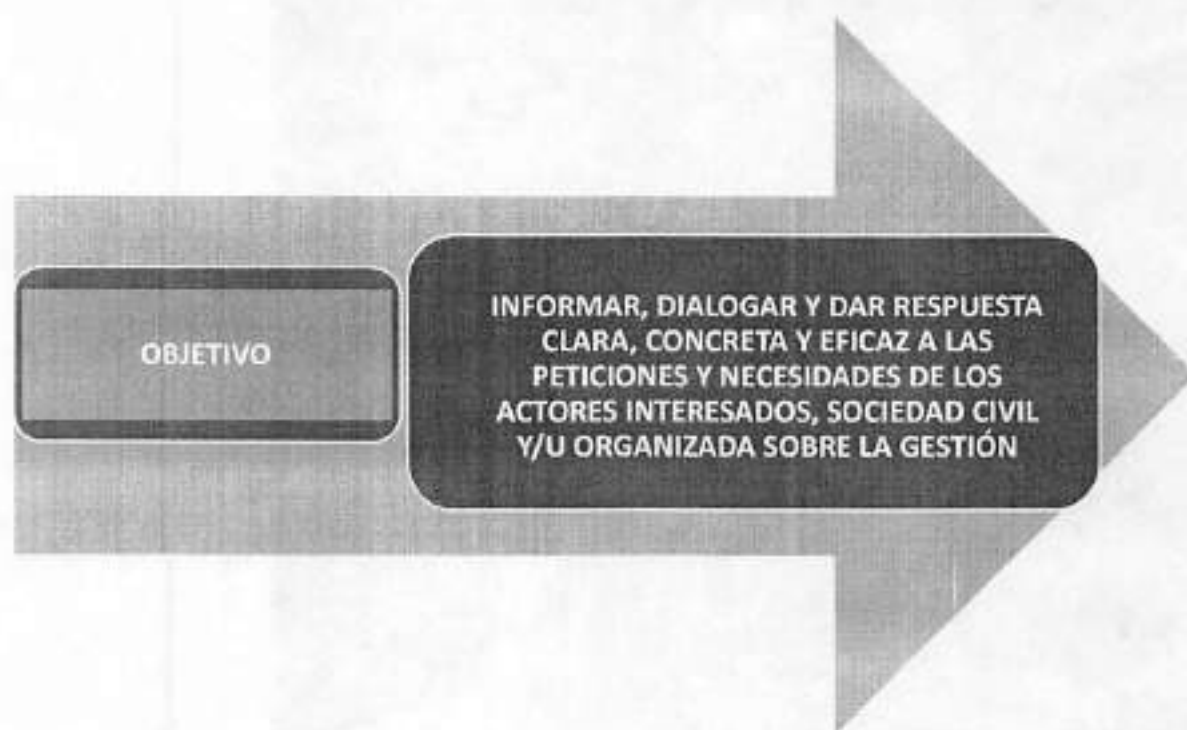 OBJETIVO
INFORMAR, DIALOGAR Y DAR RESPUESTA
CLARA, CONCRETA Y EFICAZ A LAS
PETICIONES Y NECESIDADES DE LOS
ACTORES INTERESADOS, SOCIEDAD CIVIL
Y/U ORGANIZADA SOBRE LA GESTIÓN